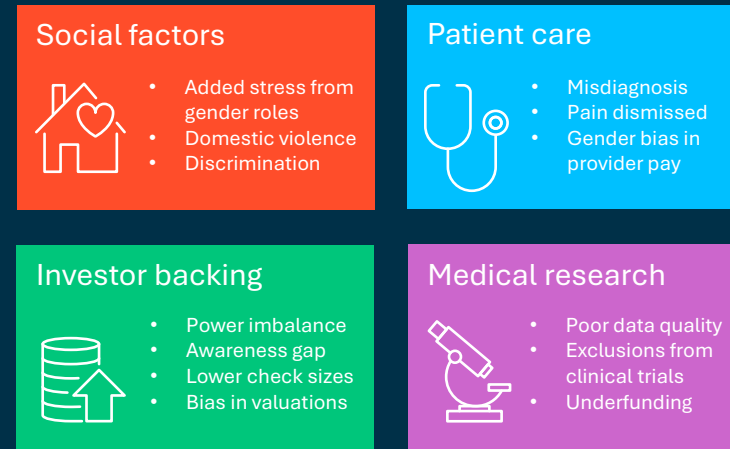 Social factors
• Added stress from
gender roles
• Domestic violence
• Discrimination
Patient care
• Misdiagnosis
• Pain dismissed
• Gender bias in
provider pay
Investor backing
• Power imbalance
• Awareness gap
• Lower check sizes
• Bias in valuations
Medical research
• Poor data quality
• Exclusions from
clinical trials
• Underfunding